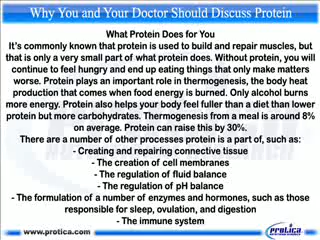 Why You and Your Doctor Should Discuss Protein
What Protein Does for You
It's commonly known that protein is used to build and repair muscles, but
that is only a very small part of what protein does. Without protein, you will
continue to feel hungry and end up eating things that only make matters
worse. Protein plays an important role in thermogenesis, the body heat
production that comes when food energy is burned. Only alcohol burns
more energy. Protein also helps your body feel fuller than a diet than lower
protein but more carbohydrates. Thermogenesis from a meal is around 8%
on average. Protein can raise this by 30%.
There are a number of other processes protein is a part of, such as:
- Creating and repairing connective tissue
- The creation of cell membranes
- The regulation of fluid balance
- The regulation of pH balance
- The formulation of a number of enzymes and hormones, such as those
responsible for sleep, ovulation, and digestion
- The immune system
www.protica.com
protica